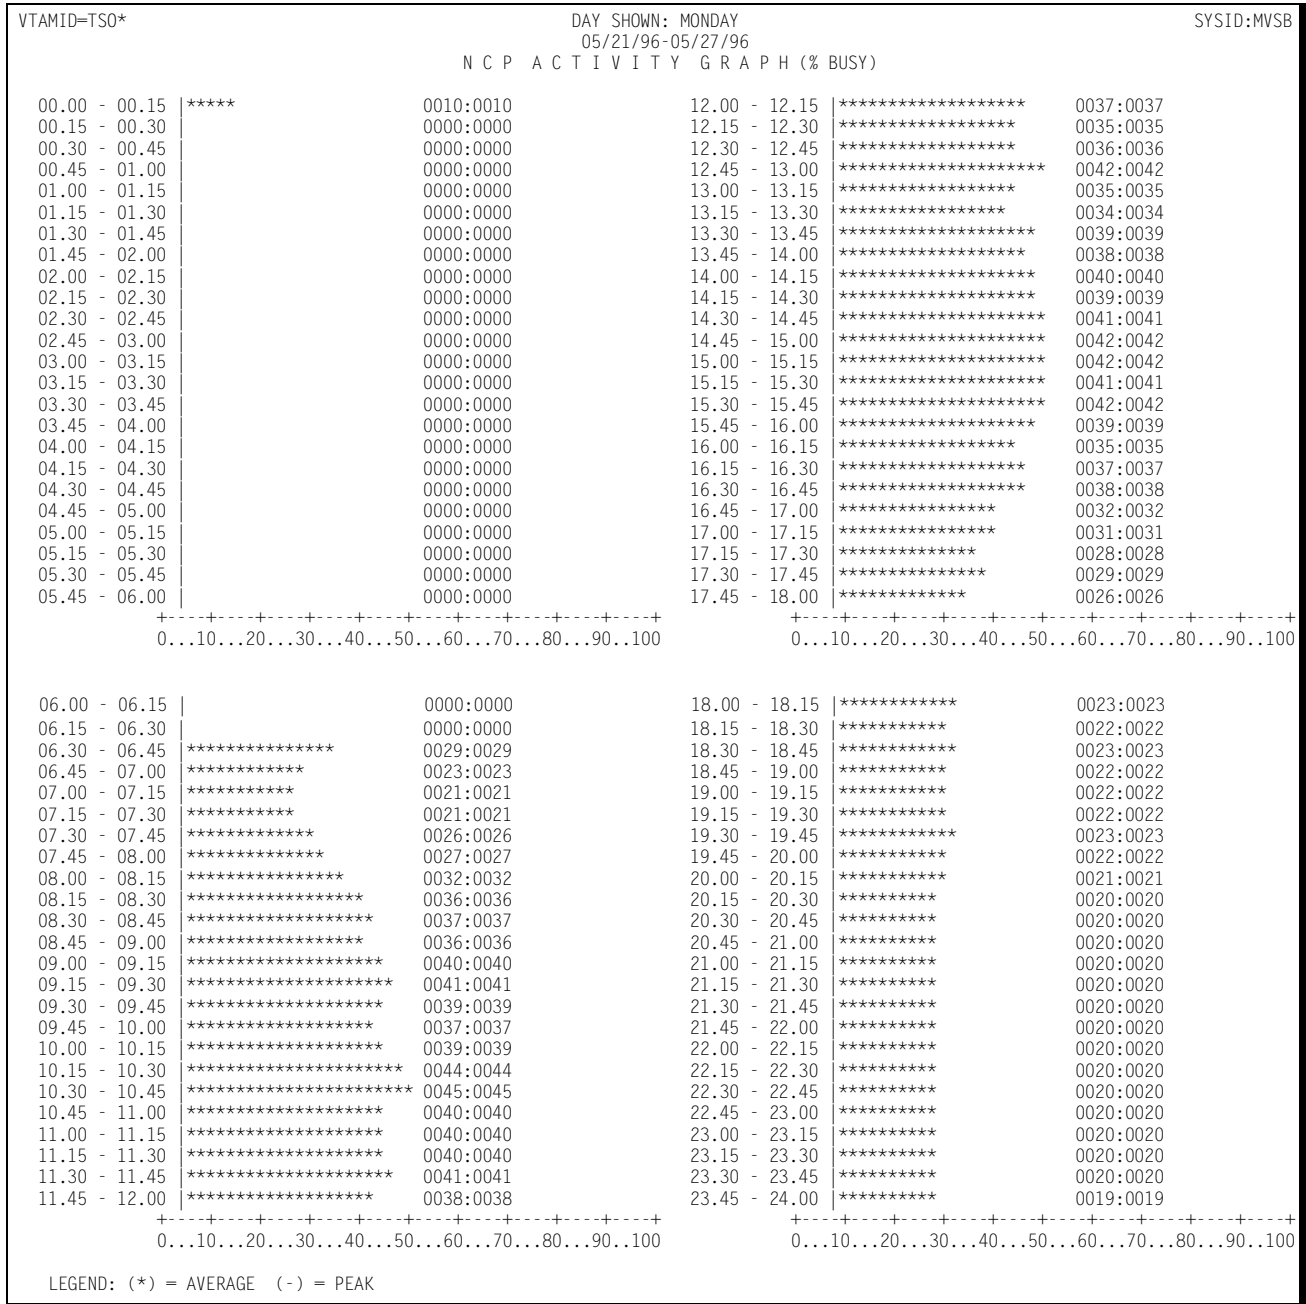 VTAMID=TSO* DAY SHOWN: MONDAY SYSID:MVSB
05/21/96-05/27/96
N C P A C T I V I T Y G R A P H (% BUSY)
00.00 - 00.15 |***** 0010:0010 12.00 - 12.15 |******************* 0037:0037
00.15 - 00.30 | 0000:0000 12.15 - 12.30 |****************** 0035:0035
00.30 - 00.45 | 0000:0000 12.30 - 12.45 |****************** 0036:0036
00.45 - 01.00 | 0000:0000 12.45 - 13.00 |********************* 0042:0042
01.00 - 01.15 | 0000:0000 13.00 - 13.15 |****************** 0035:0035
01.15 - 01.30 | 0000:0000 13.15 - 13.30 |***************** 0034:0034
01.30 - 01.45 | 0000:0000 13.30 - 13.45 |******************** 0039:0039
01.45 - 02.00 | 0000:0000 13.45 - 14.00 |******************* 0038:0038
02.00 - 02.15 | 0000:0000 14.00 - 14.15 |******************** 0040:0040
02.15 - 02.30 | 0000:0000 14.15 - 14.30 |******************** 0039:0039
02.30 - 02.45 | 0000:0000 14.30 - 14.45 |********************* 0041:0041
02.45 - 03.00 | 0000:0000 14.45 - 15.00 |********************* 0042:0042
03.00 - 03.15 | 0000:0000 15.00 - 15.15 |********************* 0042:0042
03.15 - 03.30 | 0000:0000 15.15 - 15.30 |********************* 0041:0041
03.30 - 03.45 | 0000:0000 15.30 - 15.45 |********************* 0042:0042
03.45 - 04.00 | 0000:0000 15.45 - 16.00 |******************** 0039:0039
04.00 - 04.15 | 0000:0000 16.00 - 16.15 |****************** 0035:0035
04.15 - 04.30 | 0000:0000 16.15 - 16.30 |******************* 0037:0037
04.30 - 04.45 | 0000:0000 16.30 - 16.45 |******************* 0038:0038
04.45 - 05.00 | 0000:0000 16.45 - 17.00 |**************** 0032:0032
05.00 - 05.15 | 0000:0000 17.00 - 17.15 |**************** 0031:0031
05.15 - 05.30 | 0000:0000 17.15 - 17.30 |************** 0028:0028
05.30 - 05.45 | 0000:0000 17.30 - 17.45 |*************** 0029:0029
05.45 - 06.00 | 0000:0000 17.45 - 18.00 |************* 0026:0026
+----+----+----+----+----+----+----+----+----+----+ +----+----+----+----+----+----+----+----+----+----+
0...10...20...30...40...50...60...70...80...90..100 0...10...20...30...40...50...60...70...80...90..100
06.00 - 06.15 | 0000:0000 18.00 - 18.15 |************ 0023:0023
06.15 - 06.30 | 0000:0000 18.15 - 18.30 |*********** 0022:0022
06.30 - 06.45 |*************** 0029:0029 18.30 - 18.45 |************ 0023:0023
06.45 - 07.00 |************ 0023:0023 18.45 - 19.00 |*********** 0022:0022
07.00 - 07.15 |*********** 0021:0021 19.00 - 19.15 |*********** 0022:0022
07.15 - 07.30 |*********** 0021:0021 19.15 - 19.30 |*********** 0022:0022
07.30 - 07.45 |************* 0026:0026 19.30 - 19.45 |************ 0023:0023
07.45 - 08.00 |************** 0027:0027 19.45 - 20.00 |*********** 0022:0022
08.00 - 08.15 |**************** 0032:0032 20.00 - 20.15 |*********** 0021:0021
08.15 - 08.30 |****************** 0036:0036 20.15 - 20.30 |********** 0020:0020
08.30 - 08.45 |******************* 0037:0037 20.30 - 20.45 |********** 0020:0020
08.45 - 09.00 |****************** 0036:0036 20.45 - 21.00 |********** 0020:0020
09.00 - 09.15 |******************** 0040:0040 21.00 - 21.15 |********** 0020:0020
09.15 - 09.30 |********************* 0041:0041 21.15 - 21.30 |********** 0020:0020
09.30 - 09.45 |******************** 0039:0039 21.30 - 21.45 |********** 0020:0020
09.45 - 10.00 |******************* 0037:0037 21.45 - 22.00 |********** 0020:0020
10.00 - 10.15 |******************** 0039:0039 22.00 - 22.15 |********** 0020:0020
10.15 - 10.30 |********************** 0044:0044 22.15 - 22.30 |********** 0020:0020
10.30 - 10.45 |*********************** 0045:0045 22.30 - 22.45 |********** 0020:0020
10.45 - 11.00 |******************** 0040:0040 22.45 - 23.00 |********** 0020:0020
11.00 - 11.15 |******************** 0040:0040 23.00 - 23.15 |********** 0020:0020
11.15 - 11.30 |******************** 0040:0040 23.15 - 23.30 |********** 0020:0020
11.30 - 11.45 |********************* 0041:0041 23.30 - 23.45 |********** 0020:0020
11.45 - 12.00 |******************* 0038:0038 23.45 - 24.00 |********** 0019:0019
+----+----+----+----+----+----+----+----+----+----+ +----+----+----+----+----+----+----+----+----+----+
0...10...20...30...40...50...60...70...80...90..100 0...10...20...30...40...50...60...70...80...90..100
LEGEND: (*) = AVERAGE (-) = PEAK